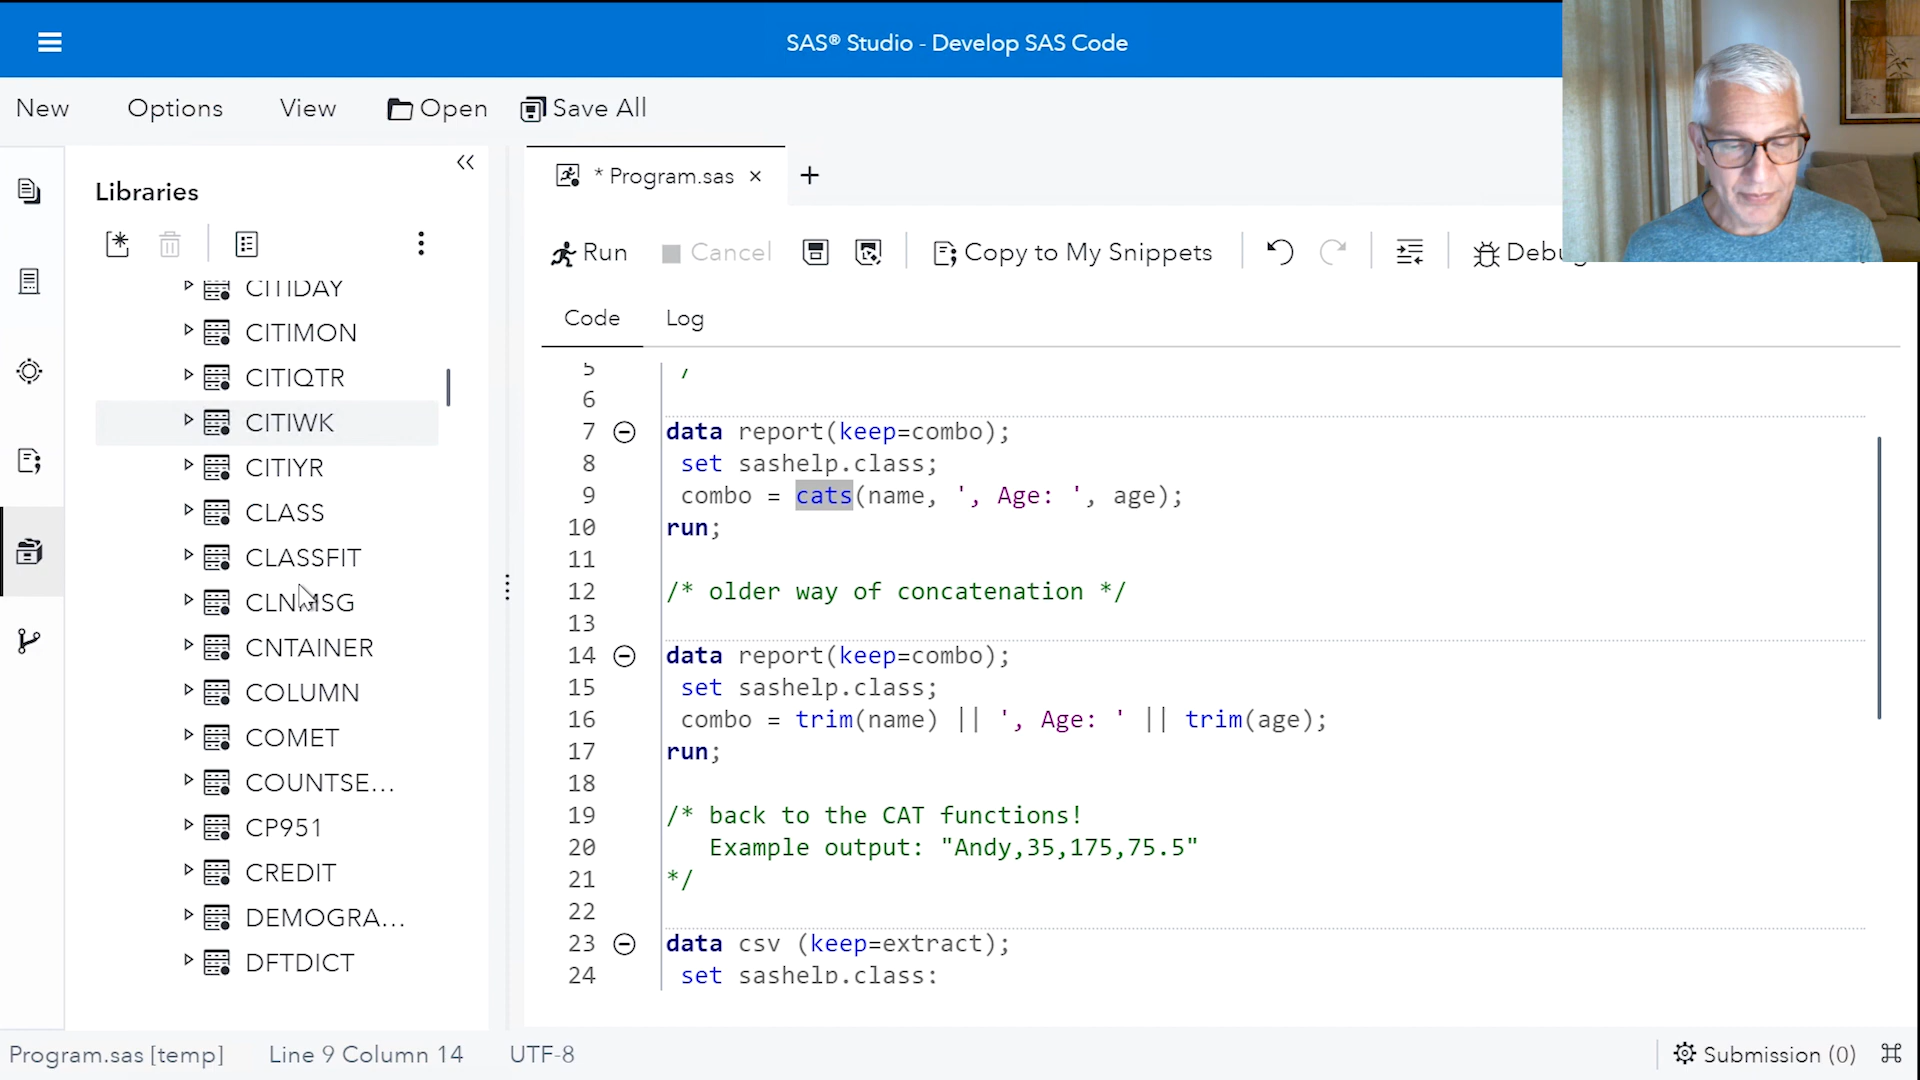 SAS® Studio - Develop SAS Code
New Options View Open Save All
Libraries
CITIDAY
CITIMON
CITIQTR
CITIWK
CITIYR
CLASS
CLASSFIT
CLNMSG
CNTAINER
COLUMN
COMET
COUNTSE...
CP951
CREDIT
DEMOGRA...
DFTDICT
* Program.sas
Run Cancel Copy to My Snippets Debug
Code Log
5 /
6
7 data report(keep=combo);
8 set sashelp.class;
9 combo = cats(name, ', Age: ', age);
10 run;
11
12 /* older way of concatenation */
13
14 data report(keep=combo);
15 set sashelp.class;
16 combo = trim(name) || ', Age: ' || trim(age);
17 run;
18
19 /* back to the CAT functions!
20 Example output: "Andy,35,175,75.5"
21 */
22
23 data csv (keep=extract);
24 set sashelp.class;
Program.sas [temp] Line 9 Column 14 UTF-8 Submission (0)